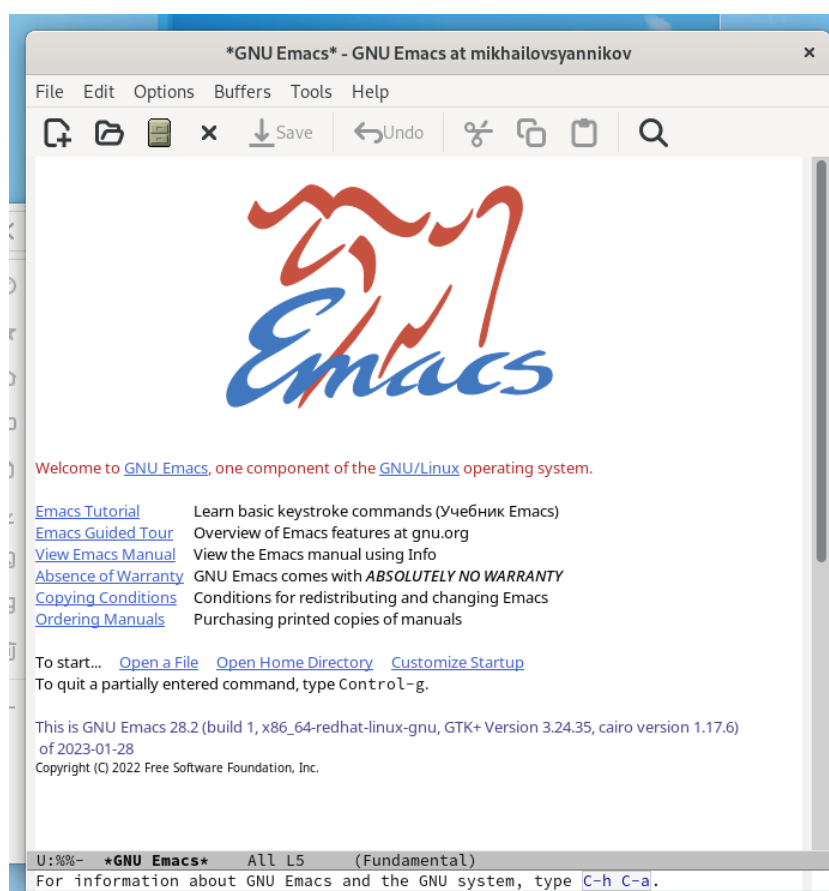 *GNU Emacs* - GNU Emacs at mikhailovsyannikov
File Edit Options Buffers Tools Help
Save Undo
Emacs
Welcome to GNU Emacs, one component of the GNU/Linux operating system.
Emacs Tutorial Learn basic keystroke commands (Учебник Emacs)
Emacs Guided Tour Overview of Emacs features at gnu.org
View Emacs Manual View the Emacs manual using Info
Absence of Warranty GNU Emacs comes with ABSOLUTELY NO WARRANTY
Copying Conditions Conditions for redistributing and changing Emacs
Ordering Manuals Purchasing printed copies of manuals
To start... Open a File Open Home Directory Customize Startup
To quit a partially entered command, type Control-g.
This is GNU Emacs 28.2 (build 1, x86_64-redhat-linux-gnu, GTK+ Version 3.24.35, cairo version 1.17.6)
of 2023-01-28
Copyright (C) 2022 Free Software Foundation, Inc.
U:%%- *GNU Emacs* All L5 (Fundamental)
For information about GNU Emacs and the GNU system, type C-h C-a.